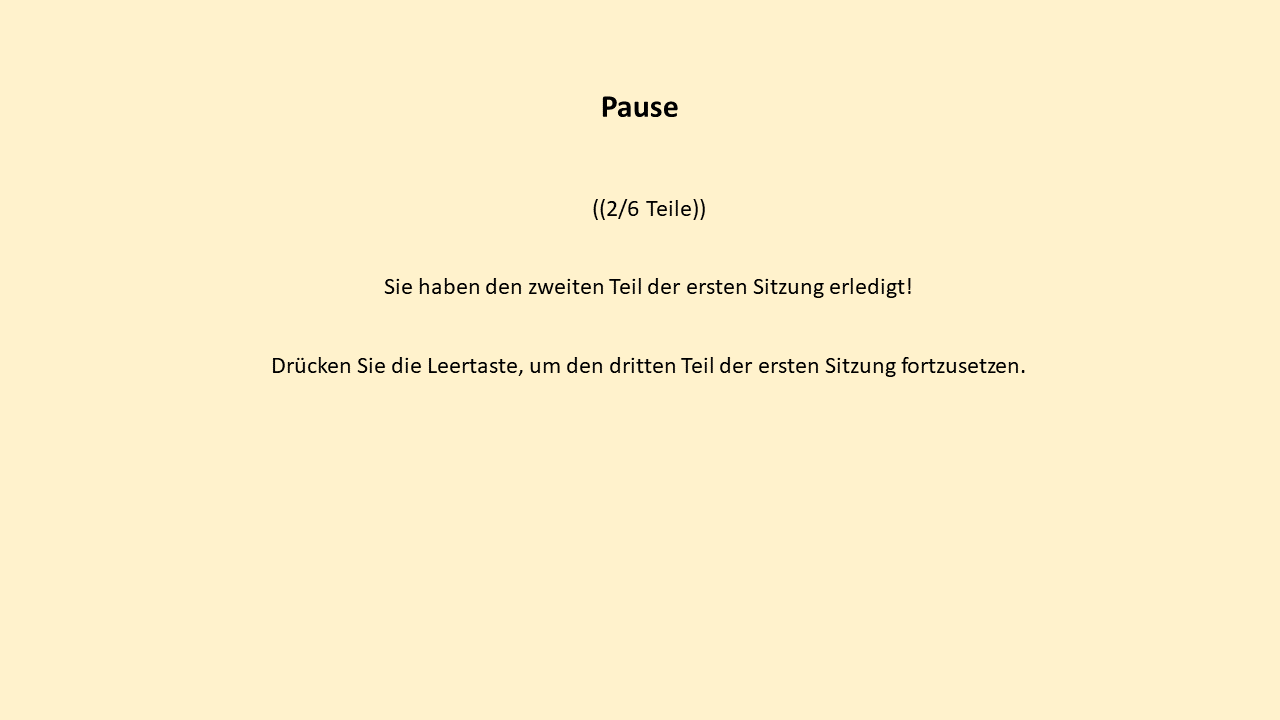 Pause
((2/6 Teile))
Sie haben den zweiten Teil der ersten Sitzung erledigt!
Drücken Sie die Leertaste, um den dritten Teil der ersten Sitzung fortzusetzen.